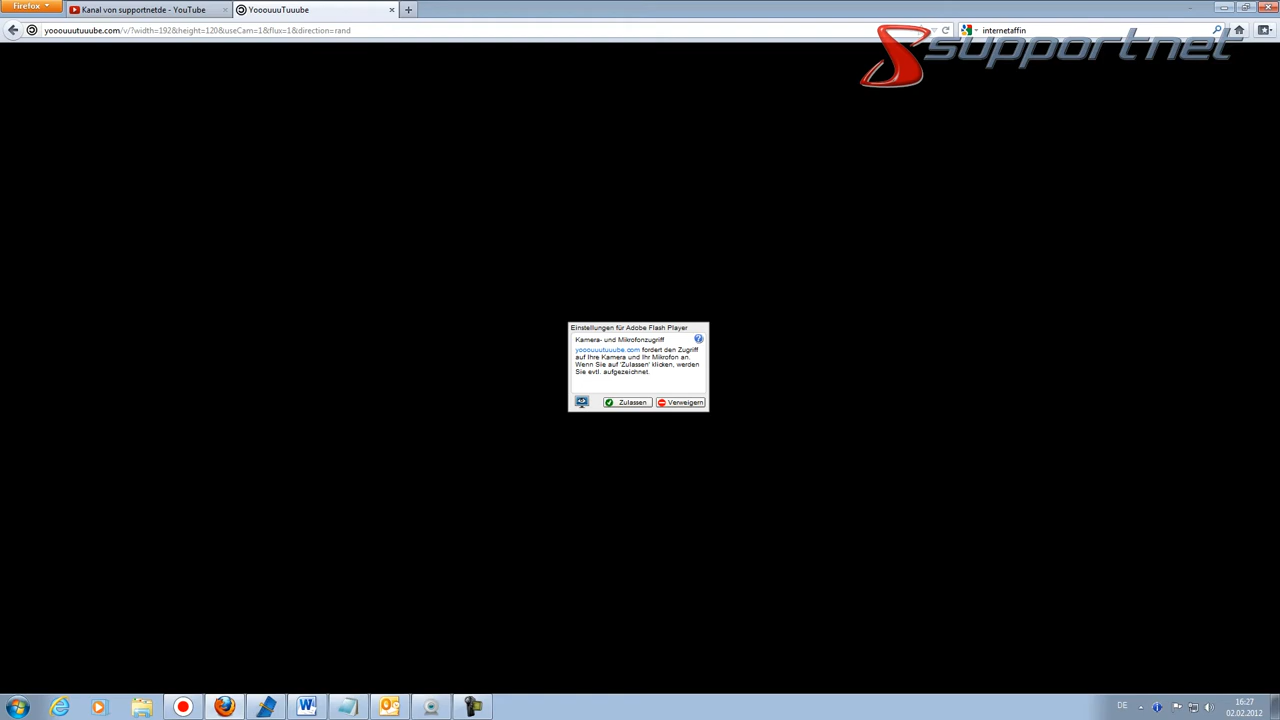 Firefox
Kanal von supportnetde - YouTube
YooouuuTuuube
yooouuutuuube.com/v/?width=192&height=120&useCam=1&flux=1&direction=rand
internetaffin
supportnet
Einstellungen für Adobe Flash Player
Kamera- und Mikrofonzugriff
yooouuutuuube.com fordert den Zugriff
auf Ihre Kamera und Ihr Mikrofon an.
Wenn Sie auf 'Zulassen' klicken, werden
Sie evtl. aufgezeichnet.
Zulassen
Verweigern
DE
16:27
02.02.2012